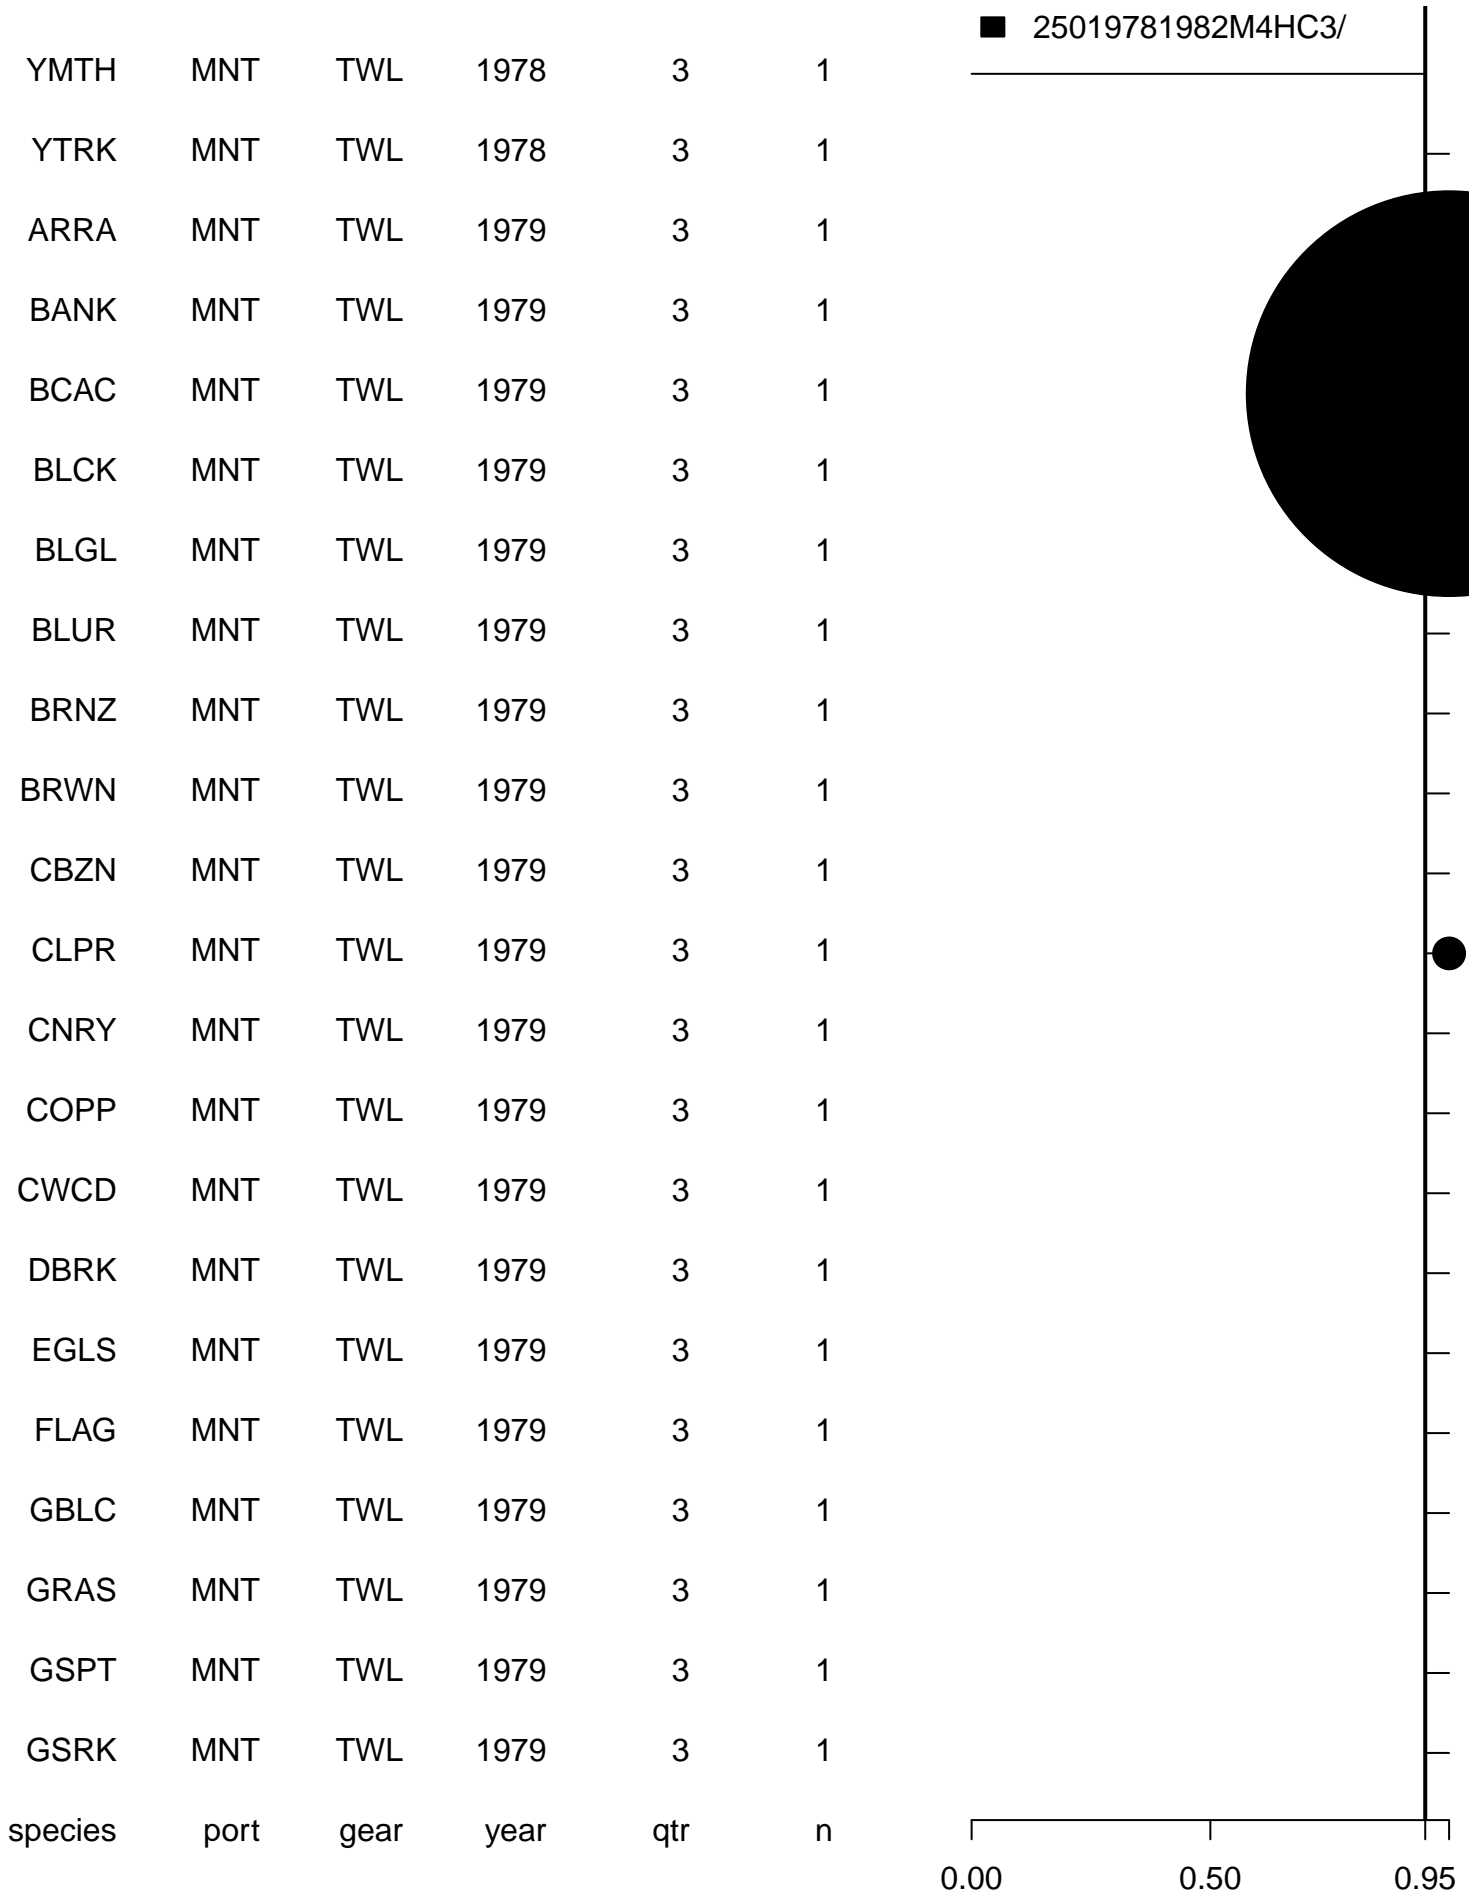 25019781982M4HC3/
YMTH MNT TWL 1978 3 1
YTRK MNT TWL 1978 3 1
ARRA MNT TWL 1979 3 1
BANK MNT TWL 1979 3 1
BCAC MNT TWL 1979 3 1
BLCK MNT TWL 1979 3 1
BLGL MNT TWL 1979 3 1
BLUR MNT TWL 1979 3 1
BRNZ MNT TWL 1979 3 1
BRWN MNT TWL 1979 3 1
CBZN MNT TWL 1979 3 1
CLPR MNT TWL 1979 3 1
CNRY MNT TWL 1979 3 1
COPP MNT TWL 1979 3 1
CWCD MNT TWL 1979 3 1
DBRK MNT TWL 1979 3 1
EGLS MNT TWL 1979 3 1
FLAG MNT TWL 1979 3 1
GBLC MNT TWL 1979 3 1
GRAS MNT TWL 1979 3 1
GSPT MNT TWL 1979 3 1
GSRK MNT TWL 1979 3 1
species port gear year qtr n
0.00 0.50 0.95